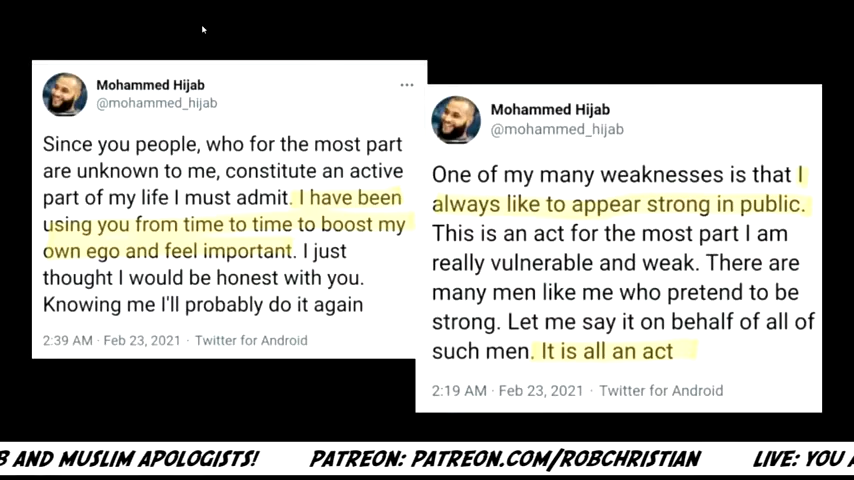 Mohammed Hijab
@mohammed_hijab
Since you people, who for the most part
are unknown to me, constitute an active
part of my life I must admit. I have been
using you from time to time to boost my
own ego and feel important. I just
thought I would be honest with you.
Knowing me I'll probably do it again
2:39 AM · Feb 23, 2021 · Twitter for Android
Mohammed Hijab
@mohammed_hijab
One of my many weaknesses is that I
always like to appear strong in public.
This is an act for the most part I am
really vulnerable and weak. There are
many men like me who pretend to be
strong. Let me say it on behalf of all of
such men. It is all an act
2:19 AM · Feb 23, 2021 · Twitter for Android
B AND MUSLIM APOLOGISTS! PATREON: PATREON.COM/ROBCHRISTIAN LIVE: YOU A